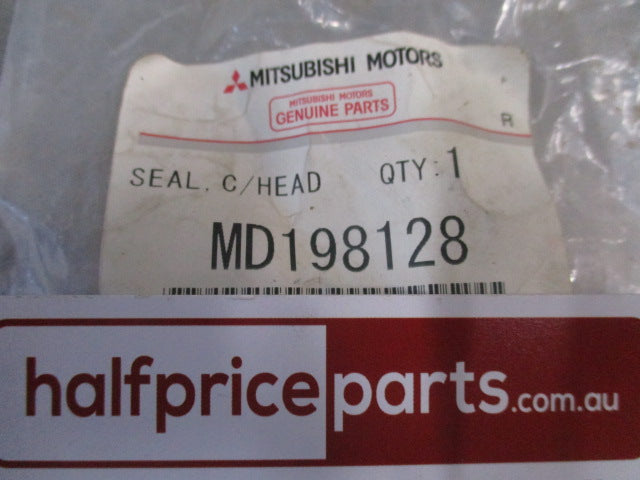 MITSUBISHI MOTORS
MITSUBISHI MOTORS
GENUINE PARTS
R
SEAL, C/HEAD QTY:1
MD198128
halfpriceparts.com.au